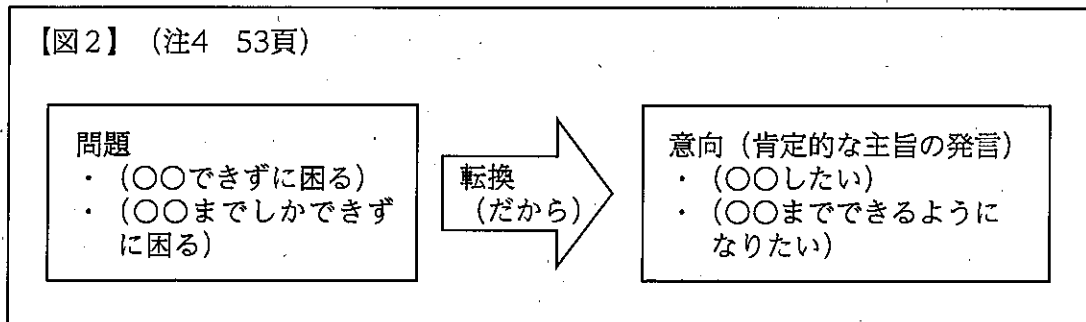 【図2】（注4　53頁）
問題
・（〇〇できずに困る）
・（〇〇までしかできず
に困る）
転換
（だから）
意向（肯定的な主旨の発言）
・（〇〇したい）
・（〇〇までできるように
なりたい）